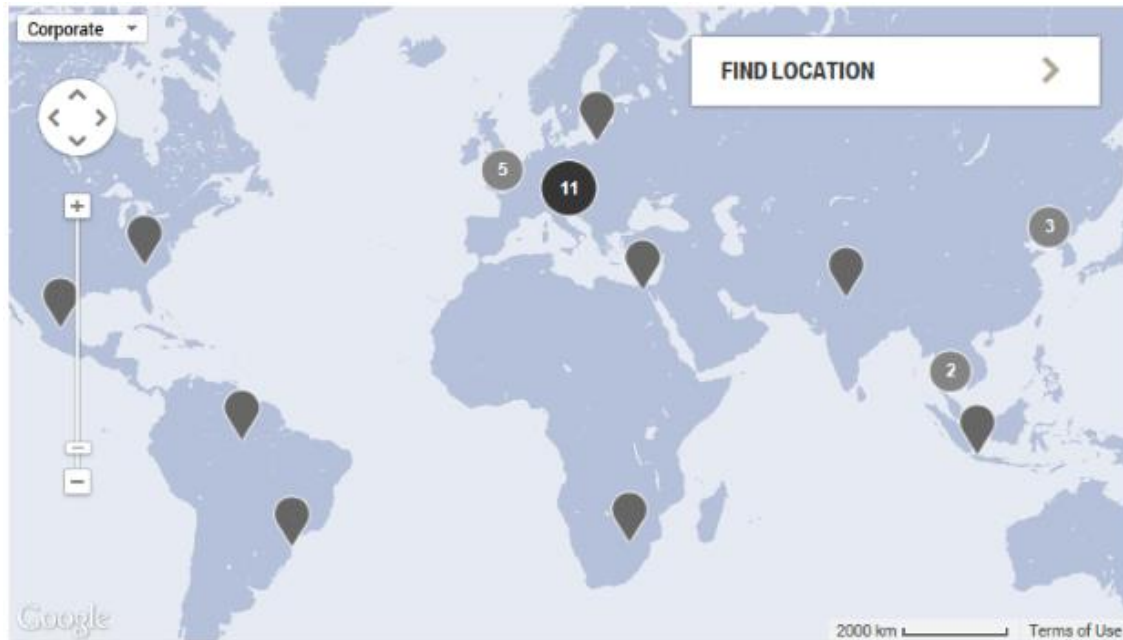 Corporate
FIND LOCATION
5
11
3
2
Google
2000 km
Terms of Use